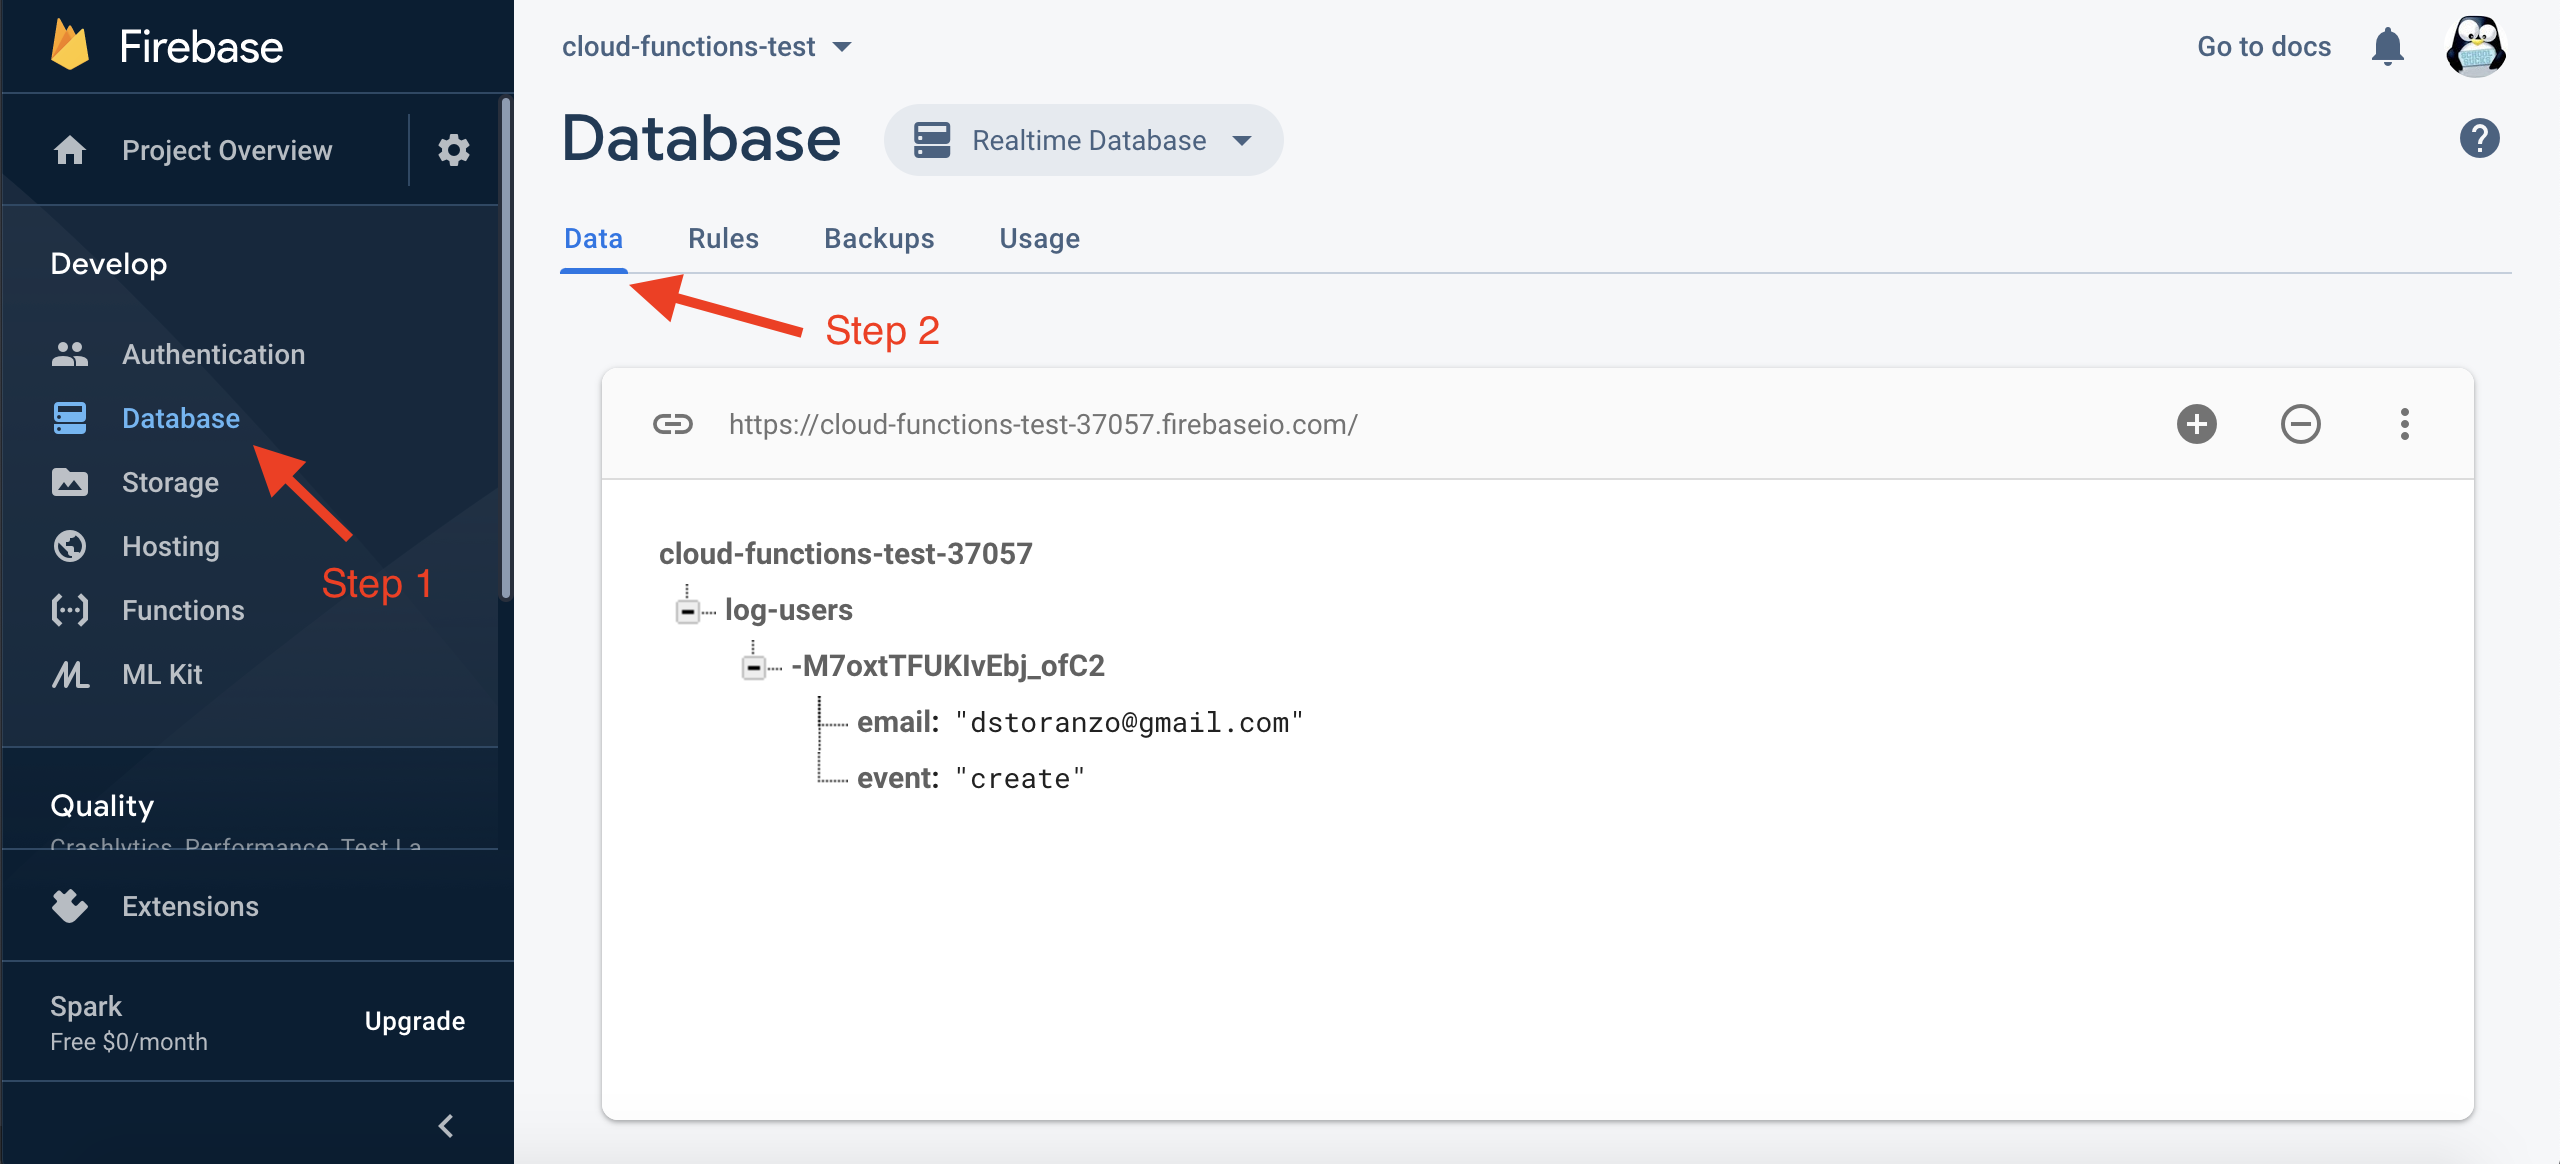 Firebase
Project Overview
Develop
Authentication
Database
Storage
Hosting
Step 1
Functions
ML Kit
Quality
Crashlytics, Performance, Test La
Extensions
Spark
Free $0/month
Upgrade
cloud-functions-test
Go to docs
Database
Realtime Database
Data Rules Backups Usage
Step 2
https://cloud-functions-test-37057.firebaseio.com/
cloud-functions-test-37057
log-users
-M7oxtTFUKIvEbj_ofC2
email: "dstoranzo@gmail.com"
event: "create"